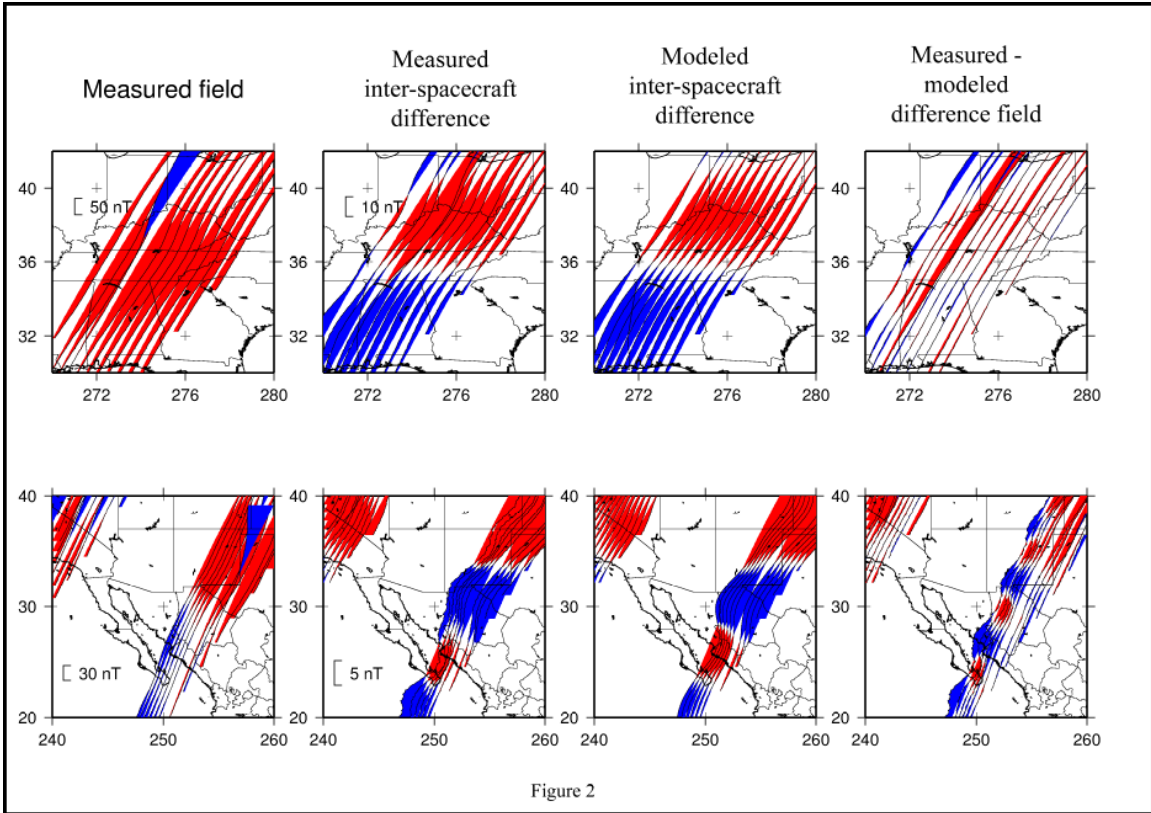 Measured field
Measured
inter-spacecraft
difference
Modeled
inter-spacecraft
difference
Measured -
modeled
difference field
40
36
32
50 nT
272 276 280
40
36
32
10 nT
272 276 280
40
36
32
272 276 280
40
36
32
272 276 280
40
30
20
30 nT
240 250 260
40
30
20
5 nT
240 250 260
40
30
20
240 250 260
40
30
20
240 250 260
Figure 2